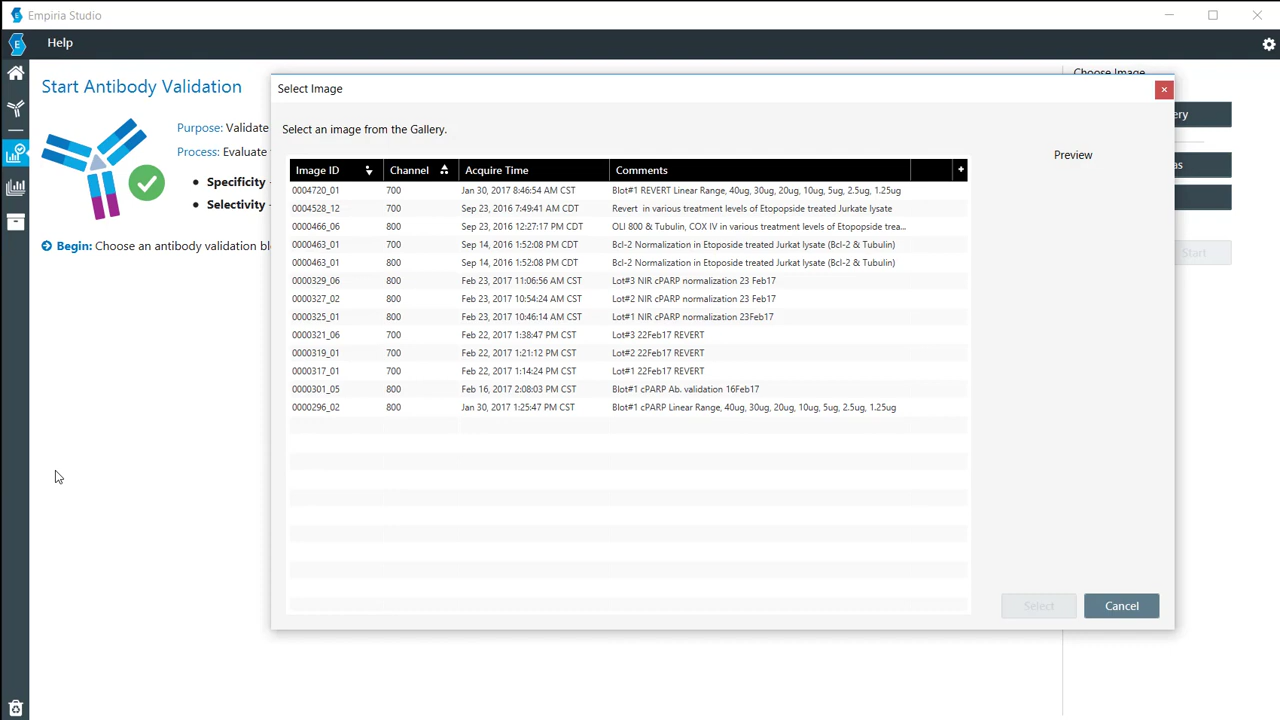 Empiria Studio
Help
Start Antibody Validation
Purpose: Validate
Process: Evaluate
• Specificity -
• Selectivity -
Begin: Choose an antibody validation bl
Choose Image
ery
as
Start
Select Image
Select an image from the Gallery.
Preview
Image ID Channel Acquire Time Comments +
0004720_01 700 Jan 30, 2017 8:46:54 AM CST Blot#1 REVERT Linear Range, 40ug, 30ug, 20ug, 10ug, 5ug, 2.5ug, 1.25ug
0004528_12 700 Sep 23, 2016 7:49:41 AM CDT Revert in various treatment levels of Etopopside treated Jurkate lysate
0000466_06 800 Sep 23, 2016 12:27:17 PM CDT OLI 800 & Tubulin, COX IV in various treatment levels of Etopopside trea...
0000463_01 700 Sep 14, 2016 1:52:08 PM CDT Bcl-2 Normalization in Etoposide treated Jurkat lysate (Bcl-2 & Tubulin)
0000463_01 800 Sep 14, 2016 1:52:08 PM CDT Bcl-2 Normalization in Etoposide treated Jurkat lysate (Bcl-2 & Tubulin)
0000329_06 800 Feb 23, 2017 11:06:56 AM CST Lot#3 NIR cPARP normalization 23 Feb17
0000327_02 800 Feb 23, 2017 10:54:24 AM CST Lot#2 NIR cPARP normalization 23 Feb17
0000325_01 800 Feb 23, 2017 10:46:14 AM CST Lot#1 NIR cPARP normalization 23Feb17
0000321_06 700 Feb 22, 2017 1:38:47 PM CST Lot#3 22Feb17 REVERT
0000319_01 700 Feb 22, 2017 1:21:12 PM CST Lot#2 22Feb17 REVERT
0000317_01 700 Feb 22, 2017 1:14:24 PM CST Lot#1 22Feb17 REVERT
0000301_05 800 Feb 16, 2017 2:08:03 PM CST Blot#1 cPARP Ab. validation 16Feb17
0000296_02 800 Jan 30, 2017 1:25:47 PM CST Blot#1 cPARP Linear Range, 40ug, 30ug, 20ug, 10ug, 5ug, 2.5ug, 1.25ug
Select
Cancel